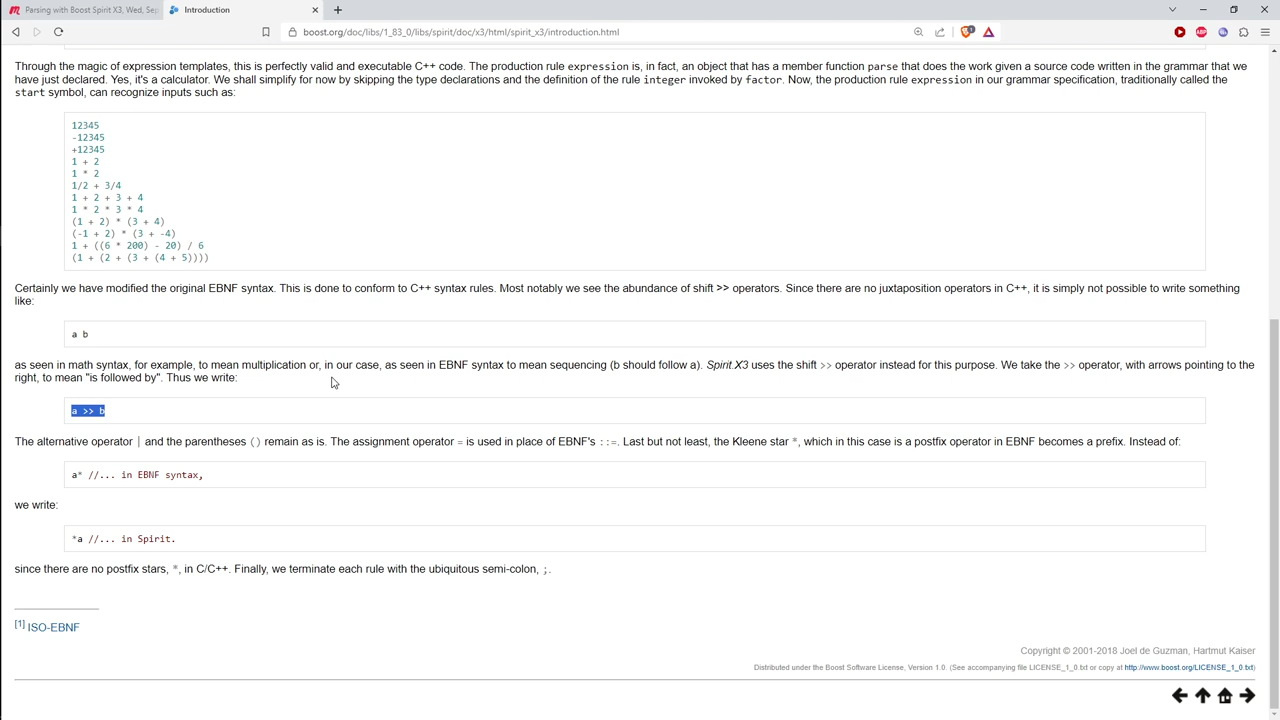 Parsing with Boost Spirit X3, Wed, Sep
Introduction
boost.org/doc/libs/1_83_0/libs/spirit/doc/x3/html/spirit_x3/introduction.html
Through the magic of expression templates, this is perfectly valid and executable C++ code. The production rule expression is, in fact, an object that has a member function parse that does the work given a source code written in the grammar that we
have just declared. Yes, it's a calculator. We shall simplify for now by skipping the type declarations and the definition of the rule integer invoked by factor. Now, the production rule expression in our grammar specification, traditionally called the
start symbol, can recognize inputs such as:
12345
-12345
+12345
1 + 2
1 * 2
1/2 + 3/4
1 + 2 + 3 + 4
1 * 2 * 3 * 4
(1 + 2) * (3 + 4)
(-1 + 2) * (3 + -4)
1 + ((6 * 200) - 20) / 6
(1 + (2 + (3 + (4 + 5))))
Certainly we have modified the original EBNF syntax. This is done to conform to C++ syntax rules. Most notably we see the abundance of shift >> operators. Since there are no juxtaposition operators in C++, it is simply not possible to write something
like:
a b
as seen in math syntax, for example, to mean multiplication or, in our case, as seen in EBNF syntax to mean sequencing (b should follow a). Spirit.X3 uses the shift >> operator instead for this purpose. We take the >> operator, with arrows pointing to the
right, to mean "is followed by". Thus we write:
a >> b
The alternative operator | and the parentheses () remain as is. The assignment operator = is used in place of EBNF's ::=. Last but not least, the Kleene star *, which in this case is a postfix operator in EBNF becomes a prefix. Instead of:
a* //... in EBNF syntax,
we write:
*a //... in Spirit.
since there are no postfix stars, *, in C/C++. Finally, we terminate each rule with the ubiquitous semi-colon, ;.
[1] ISO-EBNF
Copyright © 2001-2018 Joel de Guzman, Hartmut Kaiser
Distributed under the Boost Software License, Version 1.0. (See accompanying file LICENSE_1_0.txt or copy at http://www.boost.org/LICENSE_1_0.txt)